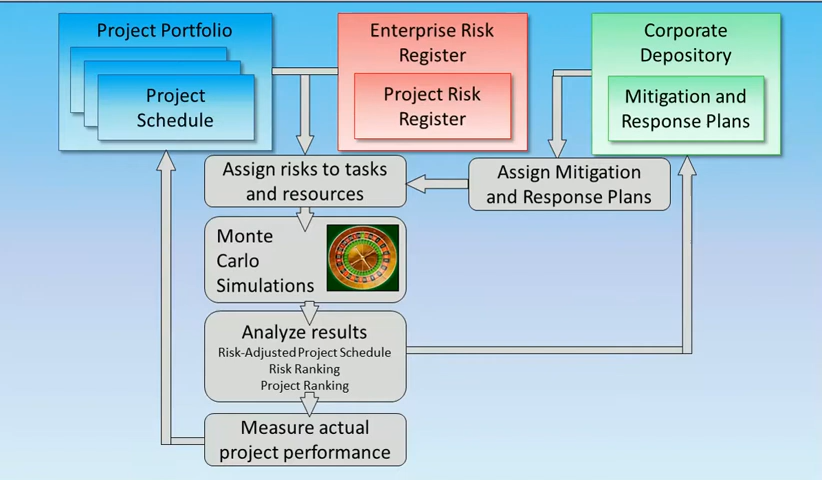 Project Portfolio
Project
Schedule
Enterprise Risk
Register
Project Risk
Register
Corporate
Depository
Mitigation and
Response Plans
Assign risks to tasks
and resources
Assign Mitigation
and Response Plans
Monte
Carlo
Simulations
Analyze results
Risk-Adjusted Project Schedule
Risk Ranking
Project Ranking
Measure actual
project performance